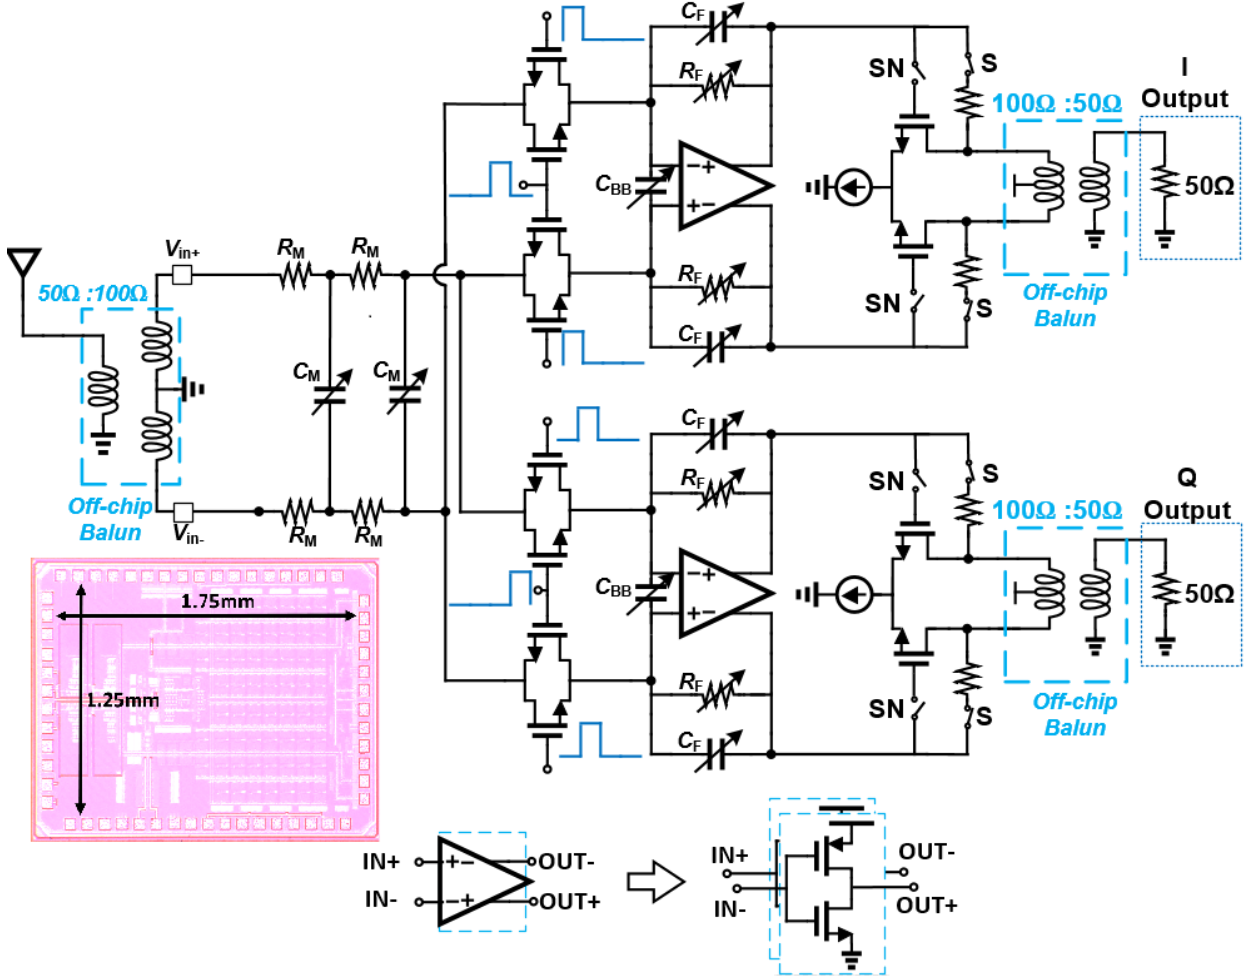 CF
RF
SN
S
I
Output
100Ω :50Ω
CBB
50Ω
RF
SN
S
CF
Off-chip
Balun
Vin+
RM
RM
50Ω :100Ω
CM
CM
Off-chip
Balun
Vin-
RM
RM
CF
RF
SN
S
Q
Output
100Ω :50Ω
CBB
50Ω
RF
SN
S
CF
Off-chip
Balun
1.75mm
1.25mm
IN+
IN-
OUT-
OUT+
IN+
IN-
OUT-
OUT+